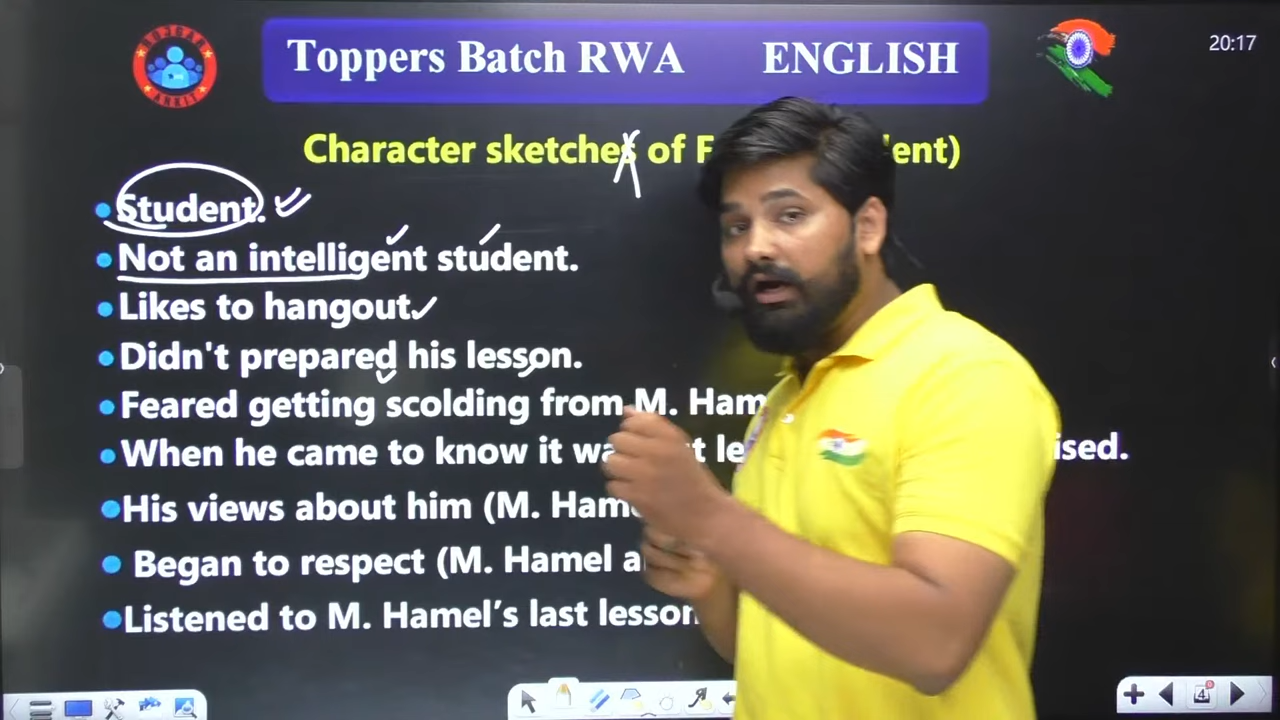 Toppers Batch RWA ENGLISH
20:17
Character sketches of F ent)
Student.
Not an intelligent student.
Likes to hangout
Didn't prepared his lesson.
Feared getting scolding from M. Ham
When he came to know it wa le ised.
His views about him (M. Ham
Began to respect (M. Hamel a
Listened to M. Hamel’s last lesson
ANKIT
4